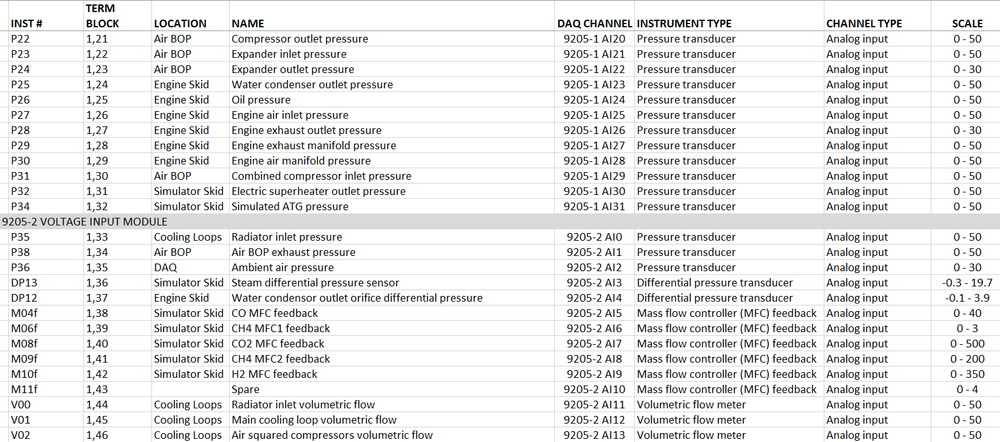 INST # TERM BLOCK LOCATION NAME DAQ CHANNEL INSTRUMENT TYPE CHANNEL TYPE SCALE
P22 1,21 Air BOP Compressor outlet pressure 9205-1 AI20 Pressure transducer Analog input 0 - 50
P23 1,22 Air BOP Expander inlet pressure 9205-1 AI21 Pressure transducer Analog input 0 - 50
P24 1,23 Air BOP Expander outlet pressure 9205-1 AI22 Pressure transducer Analog input 0 - 30
P25 1,24 Engine Skid Water condenser outlet pressure 9205-1 AI23 Pressure transducer Analog input 0 - 50
P26 1,25 Engine Skid Oil pressure 9205-1 AI24 Pressure transducer Analog input 0 - 50
P27 1,26 Engine Skid Engine air inlet pressure 9205-1 AI25 Pressure transducer Analog input 0 - 50
P28 1,27 Engine Skid Engine exhaust outlet pressure 9205-1 AI26 Pressure transducer Analog input 0 - 30
P29 1,28 Engine Skid Engine exhaust manifold pressure 9205-1 AI27 Pressure transducer Analog input 0 - 50
P30 1,29 Engine Skid Engine air manifold pressure 9205-1 AI28 Pressure transducer Analog input 0 - 50
P31 1,30 Air BOP Combined compressor inlet pressure 9205-1 AI29 Pressure transducer Analog input 0 - 50
P32 1,31 Simulator Skid Electric superheater outlet pressure 9205-1 AI30 Pressure transducer Analog input 0 - 50
P34 1,32 Simulator Skid Simulated ATG pressure 9205-1 AI31 Pressure transducer Analog input 0 - 50
9205-2 VOLTAGE INPUT MODULE
P35 1,33 Cooling Loops Radiator inlet pressure 9205-2 AI0 Pressure transducer Analog input 0 - 50
P38 1,34 Air BOP Air BOP exhaust pressure 9205-2 AI1 Pressure transducer Analog input 0 - 50
P36 1,35 DAQ Ambient air pressure 9205-2 AI2 Pressure transducer Analog input 0 - 30
DP13 1,36 Simulator Skid Steam differential pressure sensor 9205-2 AI3 Differential pressure transducer Analog input -0.3 - 19.7
DP12 1,37 Engine Skid Water condensor outlet orifice differential pressure 9205-2 AI4 Differential pressure transducer Analog input -0.1 - 3.9
M04f 1,38 Simulator Skid CO MFC feedback 9205-2 AI5 Mass flow controller (MFC) feedback Analog input 0 - 40
M06f 1,39 Simulator Skid CH4 MFC1 feedback 9205-2 AI6 Mass flow controller (MFC) feedback Analog input 0 - 3
M08f 1,40 Simulator Skid CO2 MFC feedback 9205-2 AI7 Mass flow controller (MFC) feedback Analog input 0 - 500
M09f 1,41 Simulator Skid CH4 MFC2 feedback 9205-2 AI8 Mass flow controller (MFC) feedback Analog input 0 - 200
M10f 1,42 Simulator Skid H2 MFC feedback 9205-2 AI9 Mass flow controller (MFC) feedback Analog input 0 - 350
M11f 1,43 Spare 9205-2 AI10 Mass flow controller (MFC) feedback Analog input 0 - 4
V00 1,44 Cooling Loops Radiator inlet volumetric flow 9205-2 AI11 Volumetric flow meter Analog input 0 - 50
V01 1,45 Cooling Loops Main cooling loop volumetric flow 9205-2 AI12 Volumetric flow meter Analog input 0 - 50
V02 1,46 Cooling Loops Air squared compressors volumetric flow 9205-2 AI13 Volumetric flow meter Analog input 0 - 50